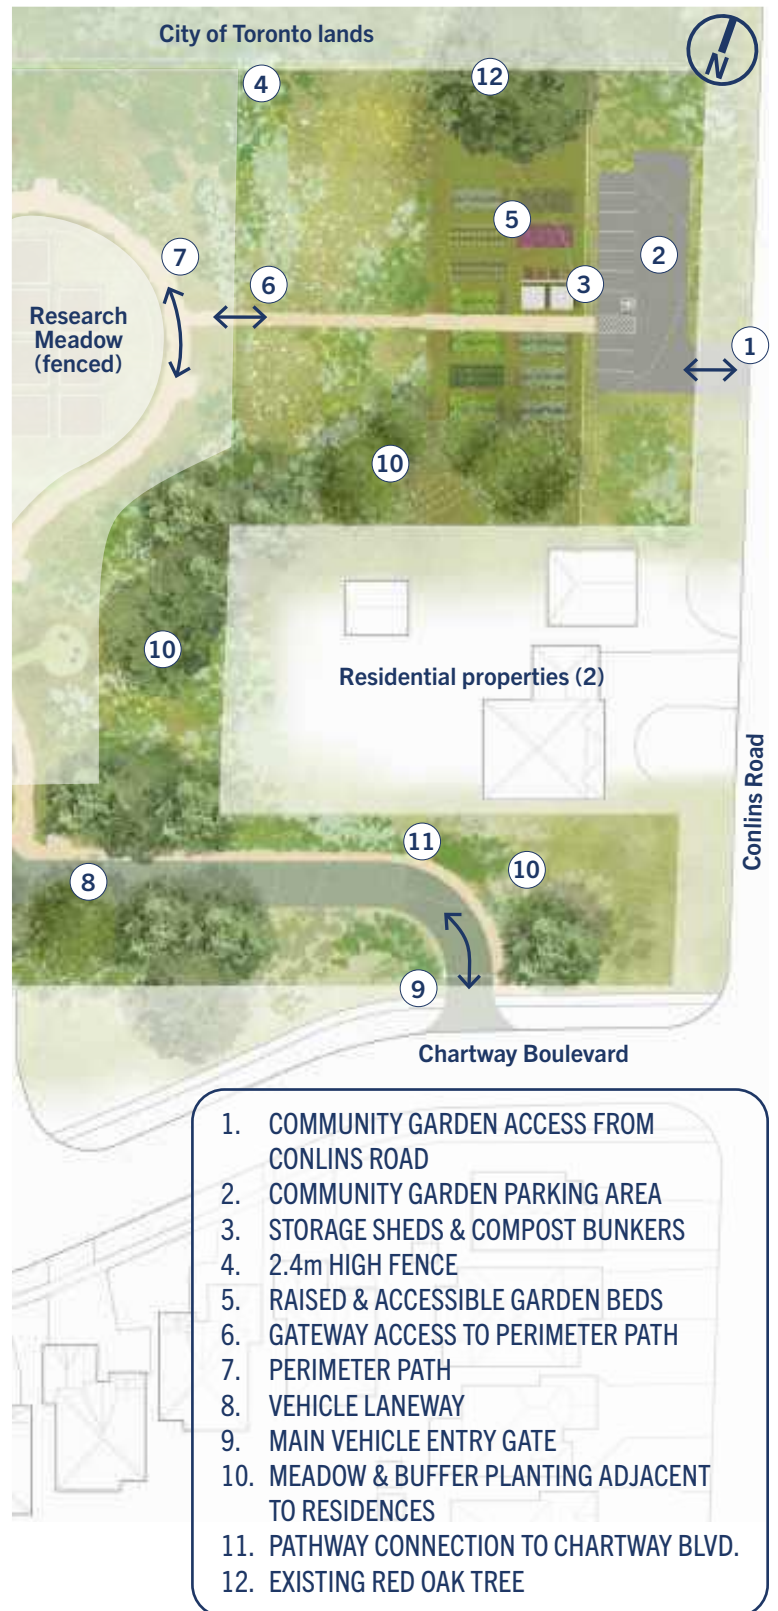 City of Toronto lands
N
4
12
5
7
6
3
2
1
Research
Meadow
(fenced)
10
10
Residential properties (2)
Conlins Road
11
10
8
9
Chartway Boulevard
1. COMMUNITY GARDEN ACCESS FROM
CONLINS ROAD
2. COMMUNITY GARDEN PARKING AREA
3. STORAGE SHEDS & COMPOST BUNKERS
4. 2.4m HIGH FENCE
5. RAISED & ACCESSIBLE GARDEN BEDS
6. GATEWAY ACCESS TO PERIMETER PATH
7. PERIMETER PATH
8. VEHICLE LANEWAY
9. MAIN VEHICLE ENTRY GATE
10. MEADOW & BUFFER PLANTING ADJACENT
TO RESIDENCES
11. PATHWAY CONNECTION TO CHARTWAY BLVD.
12. EXISTING RED OAK TREE